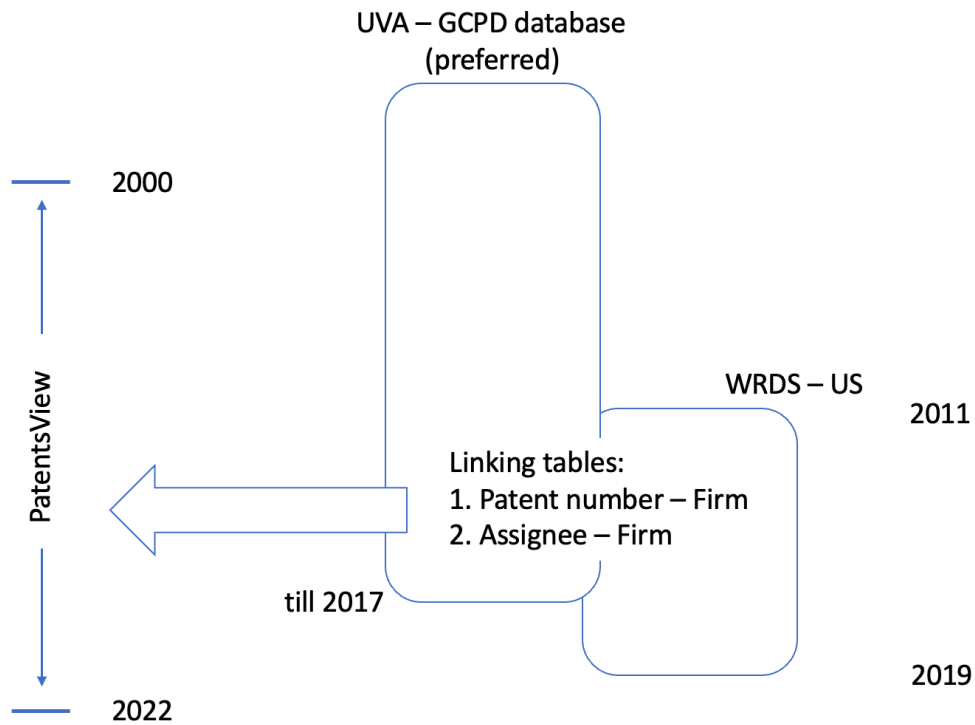 UVA – GCPD database
(preferred)
2000
PatentsView
WRDS – US
2011
Linking tables:
1. Patent number – Firm
2. Assignee – Firm
till 2017
2019
2022